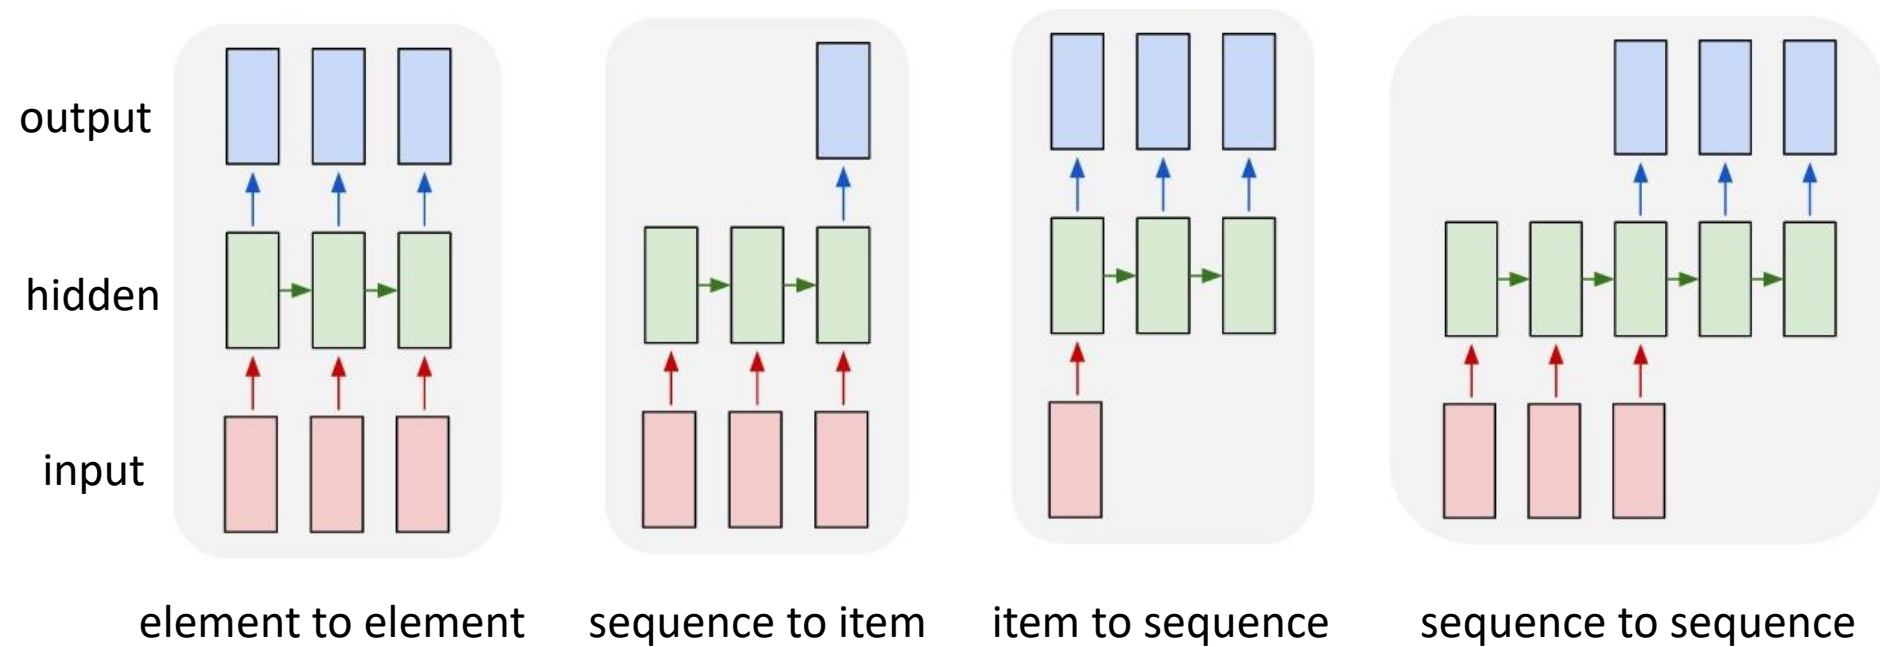 output
hidden
input
element to element
sequence to item
item to sequence
sequence to sequence